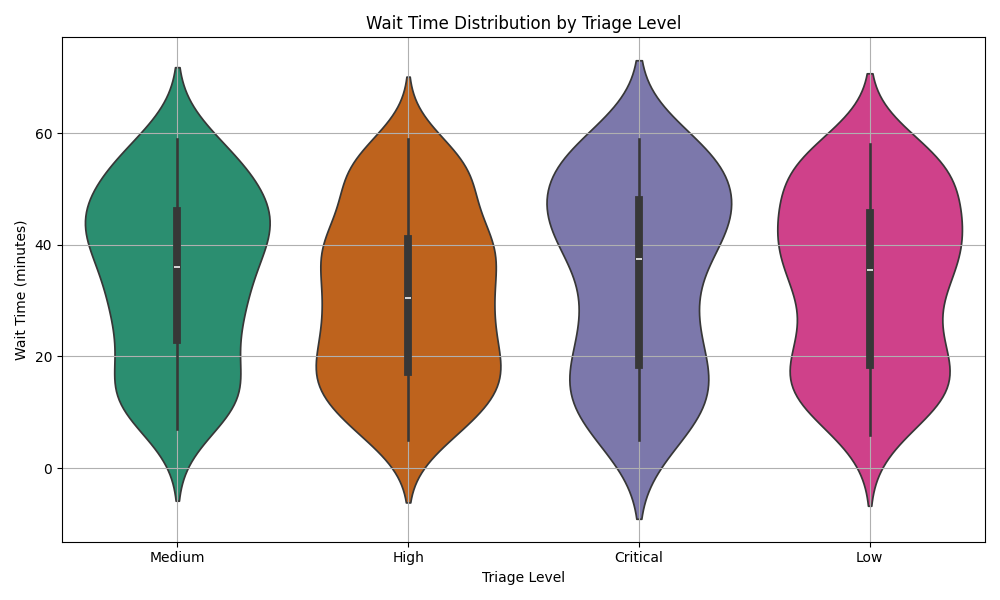 Wait Time Distribution by Triage Level
Wait Time (minutes)
60
40
20
0
Medium High Critical Low
Triage Level